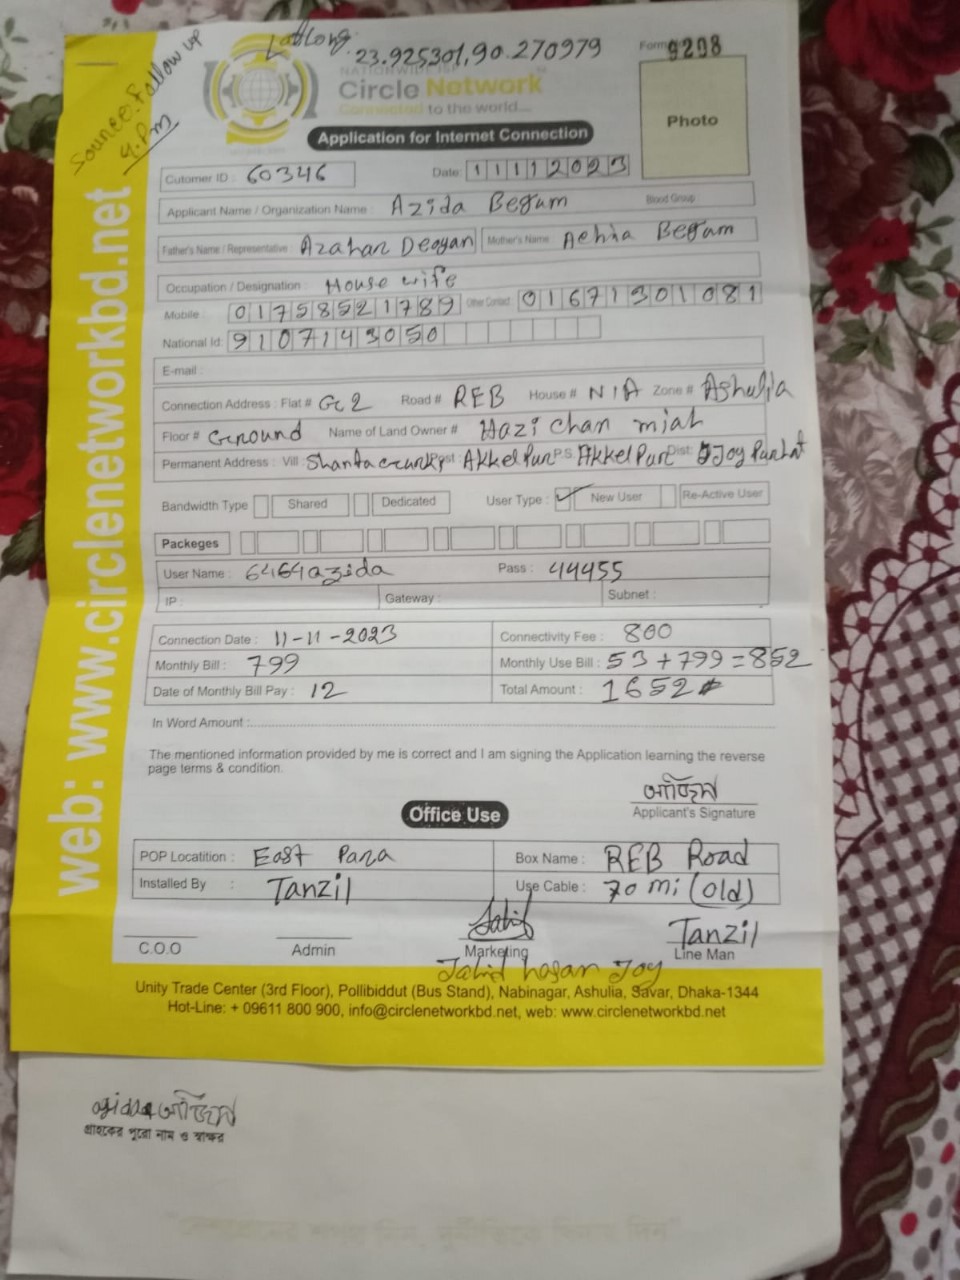 Source: Follow up
4.Pm
Lat Long: 23.925301,90.270979
Form 9208
NATIONWIDE ISP
Circle Network
Connected to the world...
Photo
Application for Internet Connection
Cutomer ID : 60346 Date: 11112023
Applicant Name / Organization Name : Azida Begum Blood Group
Father's Name / Representative Azahar Deoyan Mother's Name Begum
Occupation / Designation : House wife
Mobile : 01758521789 Other Contact: 01671301081
National Id: 9107143050
E-mail :
Connection Address : Flat # G2 Road # REB House # N/A Zone # Ashulia
Floor # Ground Name of Land Owner # Hazi chan miah
Permanent Address : Vill : Post : AkkelPur P.S: AkkelPur Dist: Joy Purhat
Bandwidth Type Shared Dedicated User Type : ✓ New User Re-Active User
Packeges
User Name : 6464azida Pass : 44455
IP : Gateway : Subnet :
Connection Date : 11-11-2023 Connectivity Fee : 800
Monthly Bill : 799 Monthly Use Bill : 53+799=852
Date of Monthly Bill Pay : 12 Total Amount : 1652
In Word Amount :
The mentioned information provided by me is correct and I am signing the Application learning the reverse
page terms & condition.
আজিদা
Applicant's Signature
Office Use
POP Locatition : East Para Box Name : REB Road
Installed By : Tanzil Use Cable : 70 mi (old)
Tanzil
C.O.O Admin Marketing Line Man
Jahid hasan Joy
Unity Trade Center (3rd Floor), Pollibiddut (Bus Stand), Nabinagar, Ashulia, Savar, Dhaka-1344
Hot-Line: + 09611 800 900, info@circlenetworkbd.net, web: www.circlenetworkbd.net
web: www.circlenetworkbd.net
আজিদা
গ্রাহকের পুরো নাম ও স্বাক্ষর